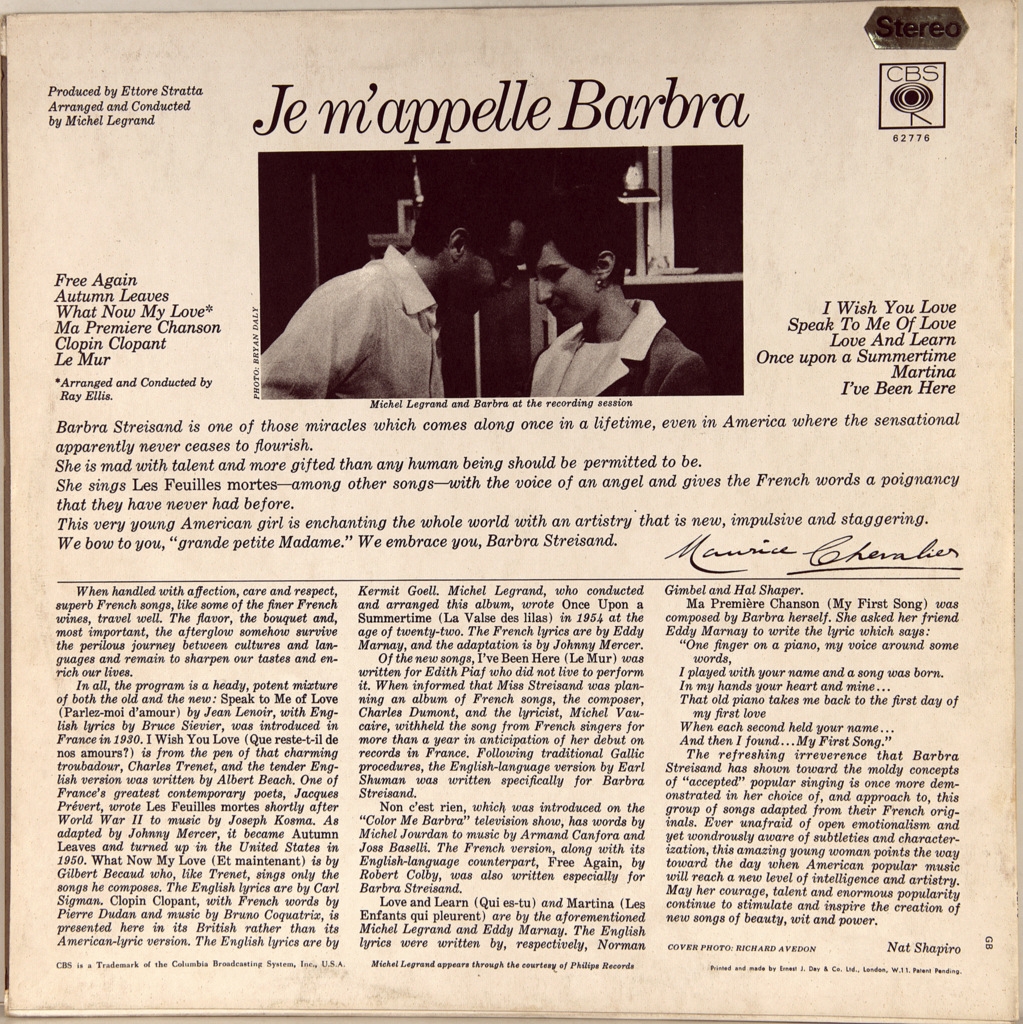 Stereo
CBS
62776
Produced by Ettore Stratta
Arranged and Conducted
by Michel Legrand
Je m'appelle Barbra
Free Again
Autumn Leaves
What Now My Love*
Ma Premiere Chanson
Clopin Clopant
Le Mur
*Arranged and Conducted by
Ray Ellis.
PHOTO: BRYAN DALY
I Wish You Love
Speak To Me Of Love
Love And Learn
Once upon a Summertime
Martina
I've Been Here
Michel Legrand and Barbra at the recording session
Barbra Streisand is one of those miracles which comes along once in a lifetime, even in America where the sensational
apparently never ceases to flourish.
She is mad with talent and more gifted than any human being should be permitted to be.
She sings Les Feuilles mortes—among other songs—with the voice of an angel and gives the French words a poignancy
that they have never had before.
This very young American girl is enchanting the whole world with an artistry that is new, impulsive and staggering.
We bow to you, "grande petite Madame." We embrace you, Barbra Streisand.
Maurice Chevalier
When handled with affection, care and respect,
superb French songs, like some of the finer French
wines, travel well. The flavor, the bouquet and,
most important, the afterglow somehow survive
the perilous journey between cultures and lan-
guages and remain to sharpen our tastes and en-
rich our lives.
In all, the program is a heady, potent mixture
of both the old and the new: Speak to Me of Love
(Parlez-moi d'amour) by Jean Lenoir, with Eng-
lish lyrics by Bruce Sievier, was introduced in
France in 1930. I Wish You Love (Que reste-t-il de
nos amours?) is from the pen of that charming
troubadour, Charles Trenet, and the tender Eng-
lish version was written by Albert Beach. One of
France's greatest contemporary poets, Jacques
Prévert, wrote Les Feuilles mortes shortly after
World War II to music by Joseph Kosma. As
adapted by Johnny Mercer, it became Autumn
Leaves and turned up in the United States in
1950. What Now My Love (Et maintenant) is by
Gilbert Becaud who, like Trenet, sings only the
songs he composes. The English lyrics are by Carl
Sigman. Clopin Clopant, with French words by
Pierre Dudan and music by Bruno Coquatrix, is
presented here in its British rather than its
American-lyric version. The English lyrics are by
Kermit Goell. Michel Legrand, who conducted
and arranged this album, wrote Once Upon a
Summertime (La Valse des lilas) in 1954 at the
age of twenty-two. The French lyrics are by Eddy
Marnay, and the adaptation is by Johnny Mercer.
Of the new songs, I've Been Here (Le Mur) was
written for Edith Piaf who did not live to perform
it. When informed that Miss Streisand was plan-
ning an album of French songs, the composer,
Charles Dumont, and the lyricist, Michel Vau-
caire, withheld the song from French singers for
more than a year in anticipation of her debut on
records in France. Following traditional Gallic
procedures, the English-language version by Earl
Shuman was written specifically for Barbra
Streisand.
Non c'est rien, which was introduced on the
"Color Me Barbra" television show, has words by
Michel Jourdan to music by Armand Canfora and
Joss Baselli. The French version, along with its
English-language counterpart, Free Again, by
Robert Colby, was also written especially for
Barbra Streisand.
Love and Learn (Qui es-tu) and Martina (Les
Enfants qui pleurent) are by the aforementioned
Michel Legrand and Eddy Marnay. The English
lyrics were written by, respectively, Norman
Gimbel and Hal Shaper.
Ma Première Chanson (My First Song) was
composed by Barbra herself. She asked her friend
Eddy Marnay to write the lyric which says:
"One finger on a piano, my voice around some
words,
I played with your name and a song was born.
In my hands your heart and mine...
That old piano takes me back to the first day of
my first love
When each second held your name...
And then I found...My First Song."
The refreshing irreverence that Barbra
Streisand has shown toward the moldy concepts
of "accepted" popular singing is once more dem-
onstrated in her choice of, and approach to, this
group of songs adapted from their French orig-
inals. Ever unafraid of open emotionalism and
yet wondrously aware of subtleties and character-
ization, this amazing young woman points the way
toward the day when American popular music
will reach a new level of intelligence and artistry.
May her courage, talent and enormous popularity
continue to stimulate and inspire the creation of
new songs of beauty, wit and power.
COVER PHOTO: RICHARD AVEDON
Nat Shapiro
GB
CBS is a Trademark of the Columbia Broadcasting System, Inc., U.S.A.
Michel Legrand appears through the courtesy of Philips Records
Printed and made by Ernest J. Day & Co. Ltd., London, W.11. Patent Pending.